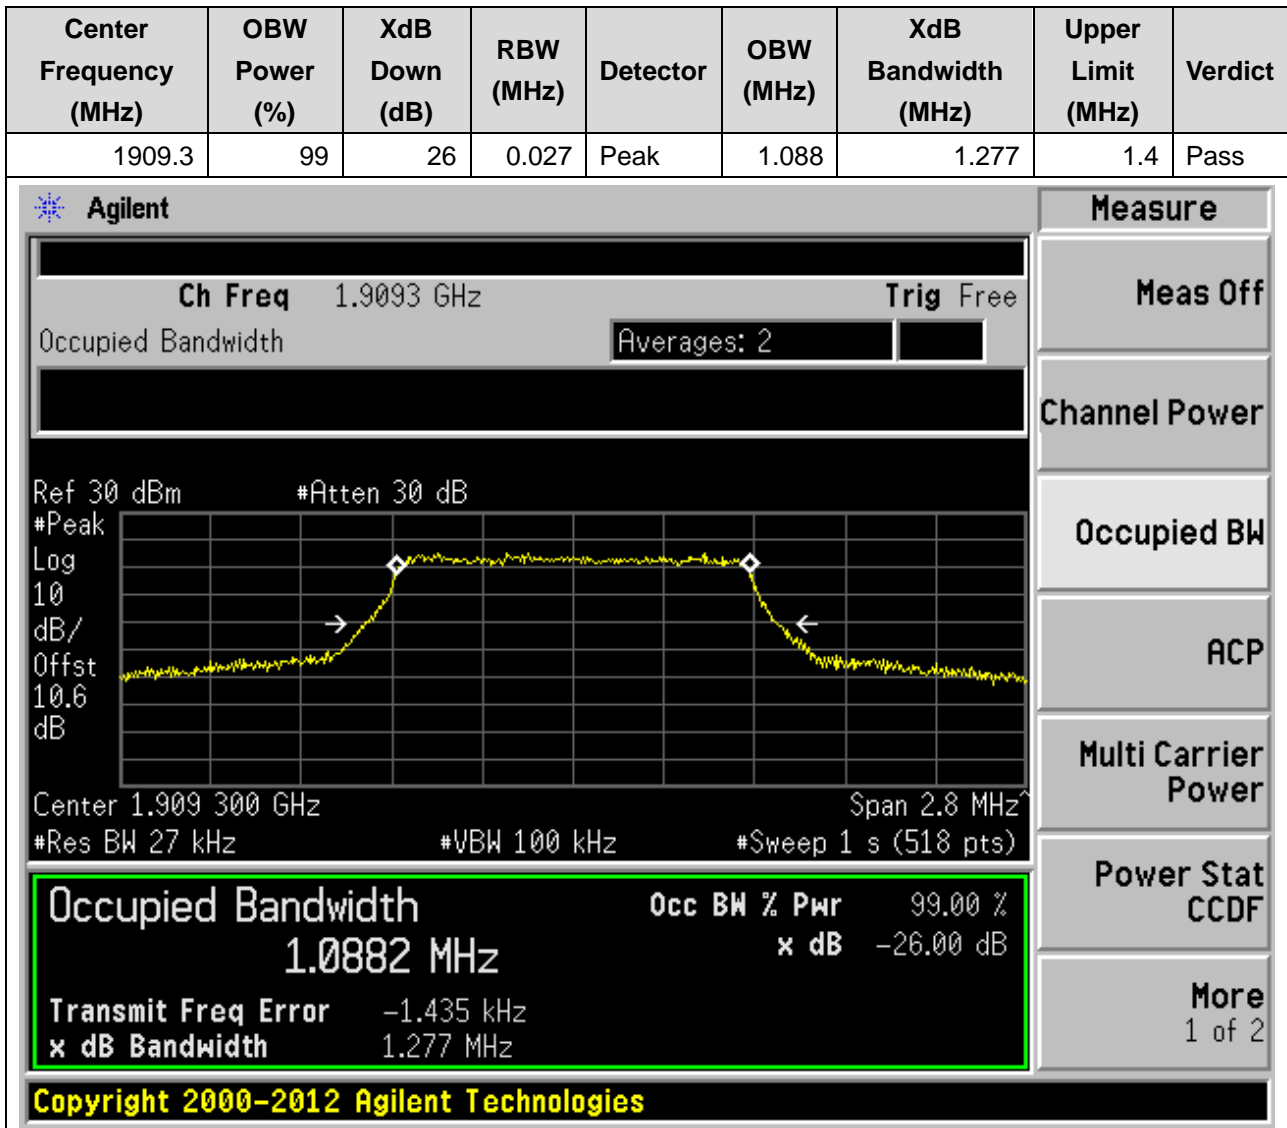 Center Frequency (MHz) OBW Power (%) XdB Down (dB) RBW (MHz) Detector OBW (MHz) XdB Bandwidth (MHz) Upper Limit (MHz) Verdict
1909.3 99 26 0.027 Peak 1.088 1.277 1.4 Pass
Agilent
Measure
Ch Freq 1.9093 GHz Trig Free
Meas Off
Occupied Bandwidth Averages: 2
Channel Power
Ref 30 dBm #Atten 30 dB
#Peak
Log
10
dB/
Offst
10.6
dB
Occupied BW
ACP
Multi Carrier
Power
Center 1.909 300 GHz Span 2.8 MHz^
#Res BW 27 kHz #VBW 100 kHz #Sweep 1 s (518 pts)
Power Stat
CCDF
Occupied Bandwidth Occ BW % Pwr 99.00 %
1.0882 MHz x dB -26.00 dB
Transmit Freq Error -1.435 kHz
x dB Bandwidth 1.277 MHz
More
1 of 2
Copyright 2000-2012 Agilent Technologies